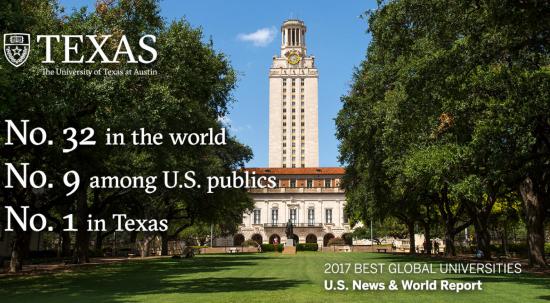 TEXAS
The University of Texas at Austin
No. 32 in the world
No. 9 among U.S. publics
No. 1 in Texas
2017 BEST GLOBAL UNIVERSITIES
U.S. News & World Report